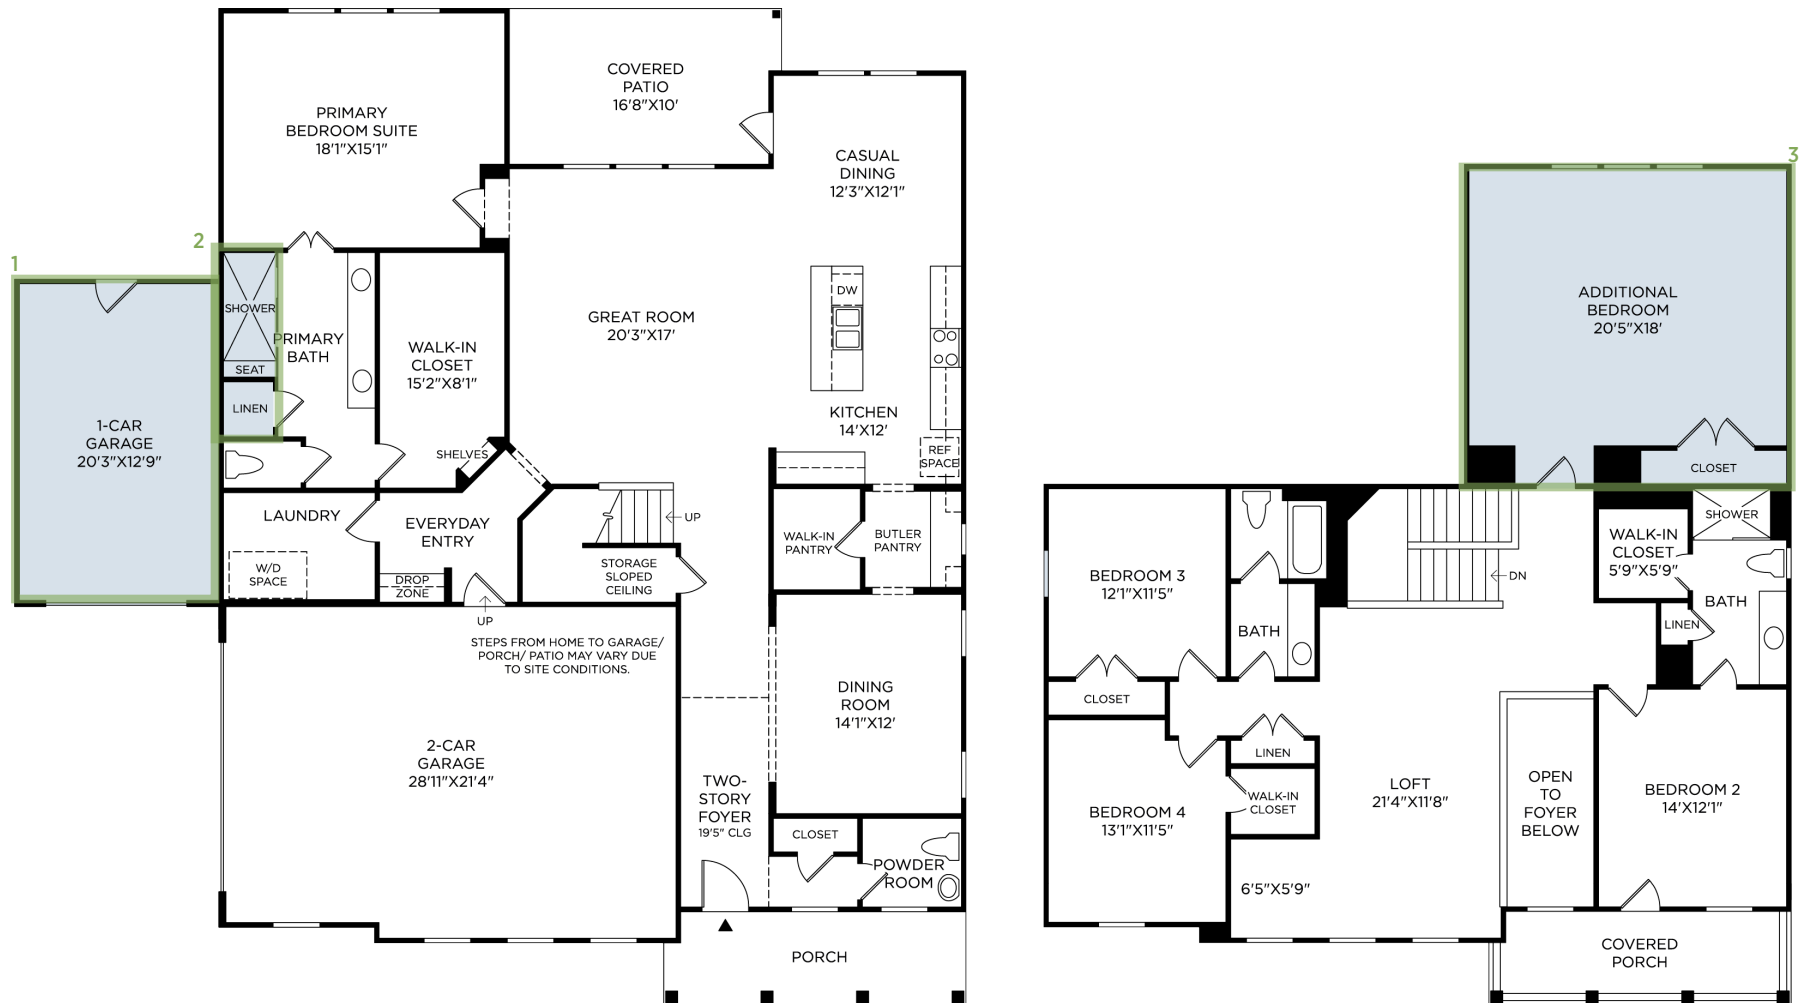 COVERED
PATIO
16'8"X10'
PRIMARY
BEDROOM SUITE
18'1"X15'1"
CASUAL
DINING
12'3"X12'1"
1
2
SHOWER
SEAT
LINEN
PRIMARY
BATH
WALK-IN
CLOSET
15'2"X8'1"
GREAT ROOM
20'3"X17'
DW
KITCHEN
14'X12'
REF
SPACE
1-CAR
GARAGE
20'3"X12'9"
SHELVES
LAUNDRY
W/D
SPACE
EVERYDAY
ENTRY
DROP
ZONE
UP
UP
STORAGE
SLOPED
CEILING
WALK-IN
PANTRY
BUTLER
PANTRY
STEPS FROM HOME TO GARAGE/
PORCH/ PATIO MAY VARY DUE
TO SITE CONDITIONS.
DINING
ROOM
14'1"X12'
2-CAR
GARAGE
28'11"X21'4"
TWO-
STORY
FOYER
19'5" CLG
CLOSET
POWDER
ROOM
PORCH
3
ADDITIONAL
BEDROOM
20'5"X18'
CLOSET
BEDROOM 3
12'1"X11'5"
CLOSET
BATH
DN
WALK-IN
CLOSET
5'9"X5'9"
SHOWER
BATH
LINEN
LINEN
WALK-IN
CLOSET
BEDROOM 4
13'1"X11'5"
6'5"X5'9"
LOFT
21'4"X11'8"
OPEN
TO
FOYER
BELOW
BEDROOM 2
14'X12'1"
COVERED
PORCH